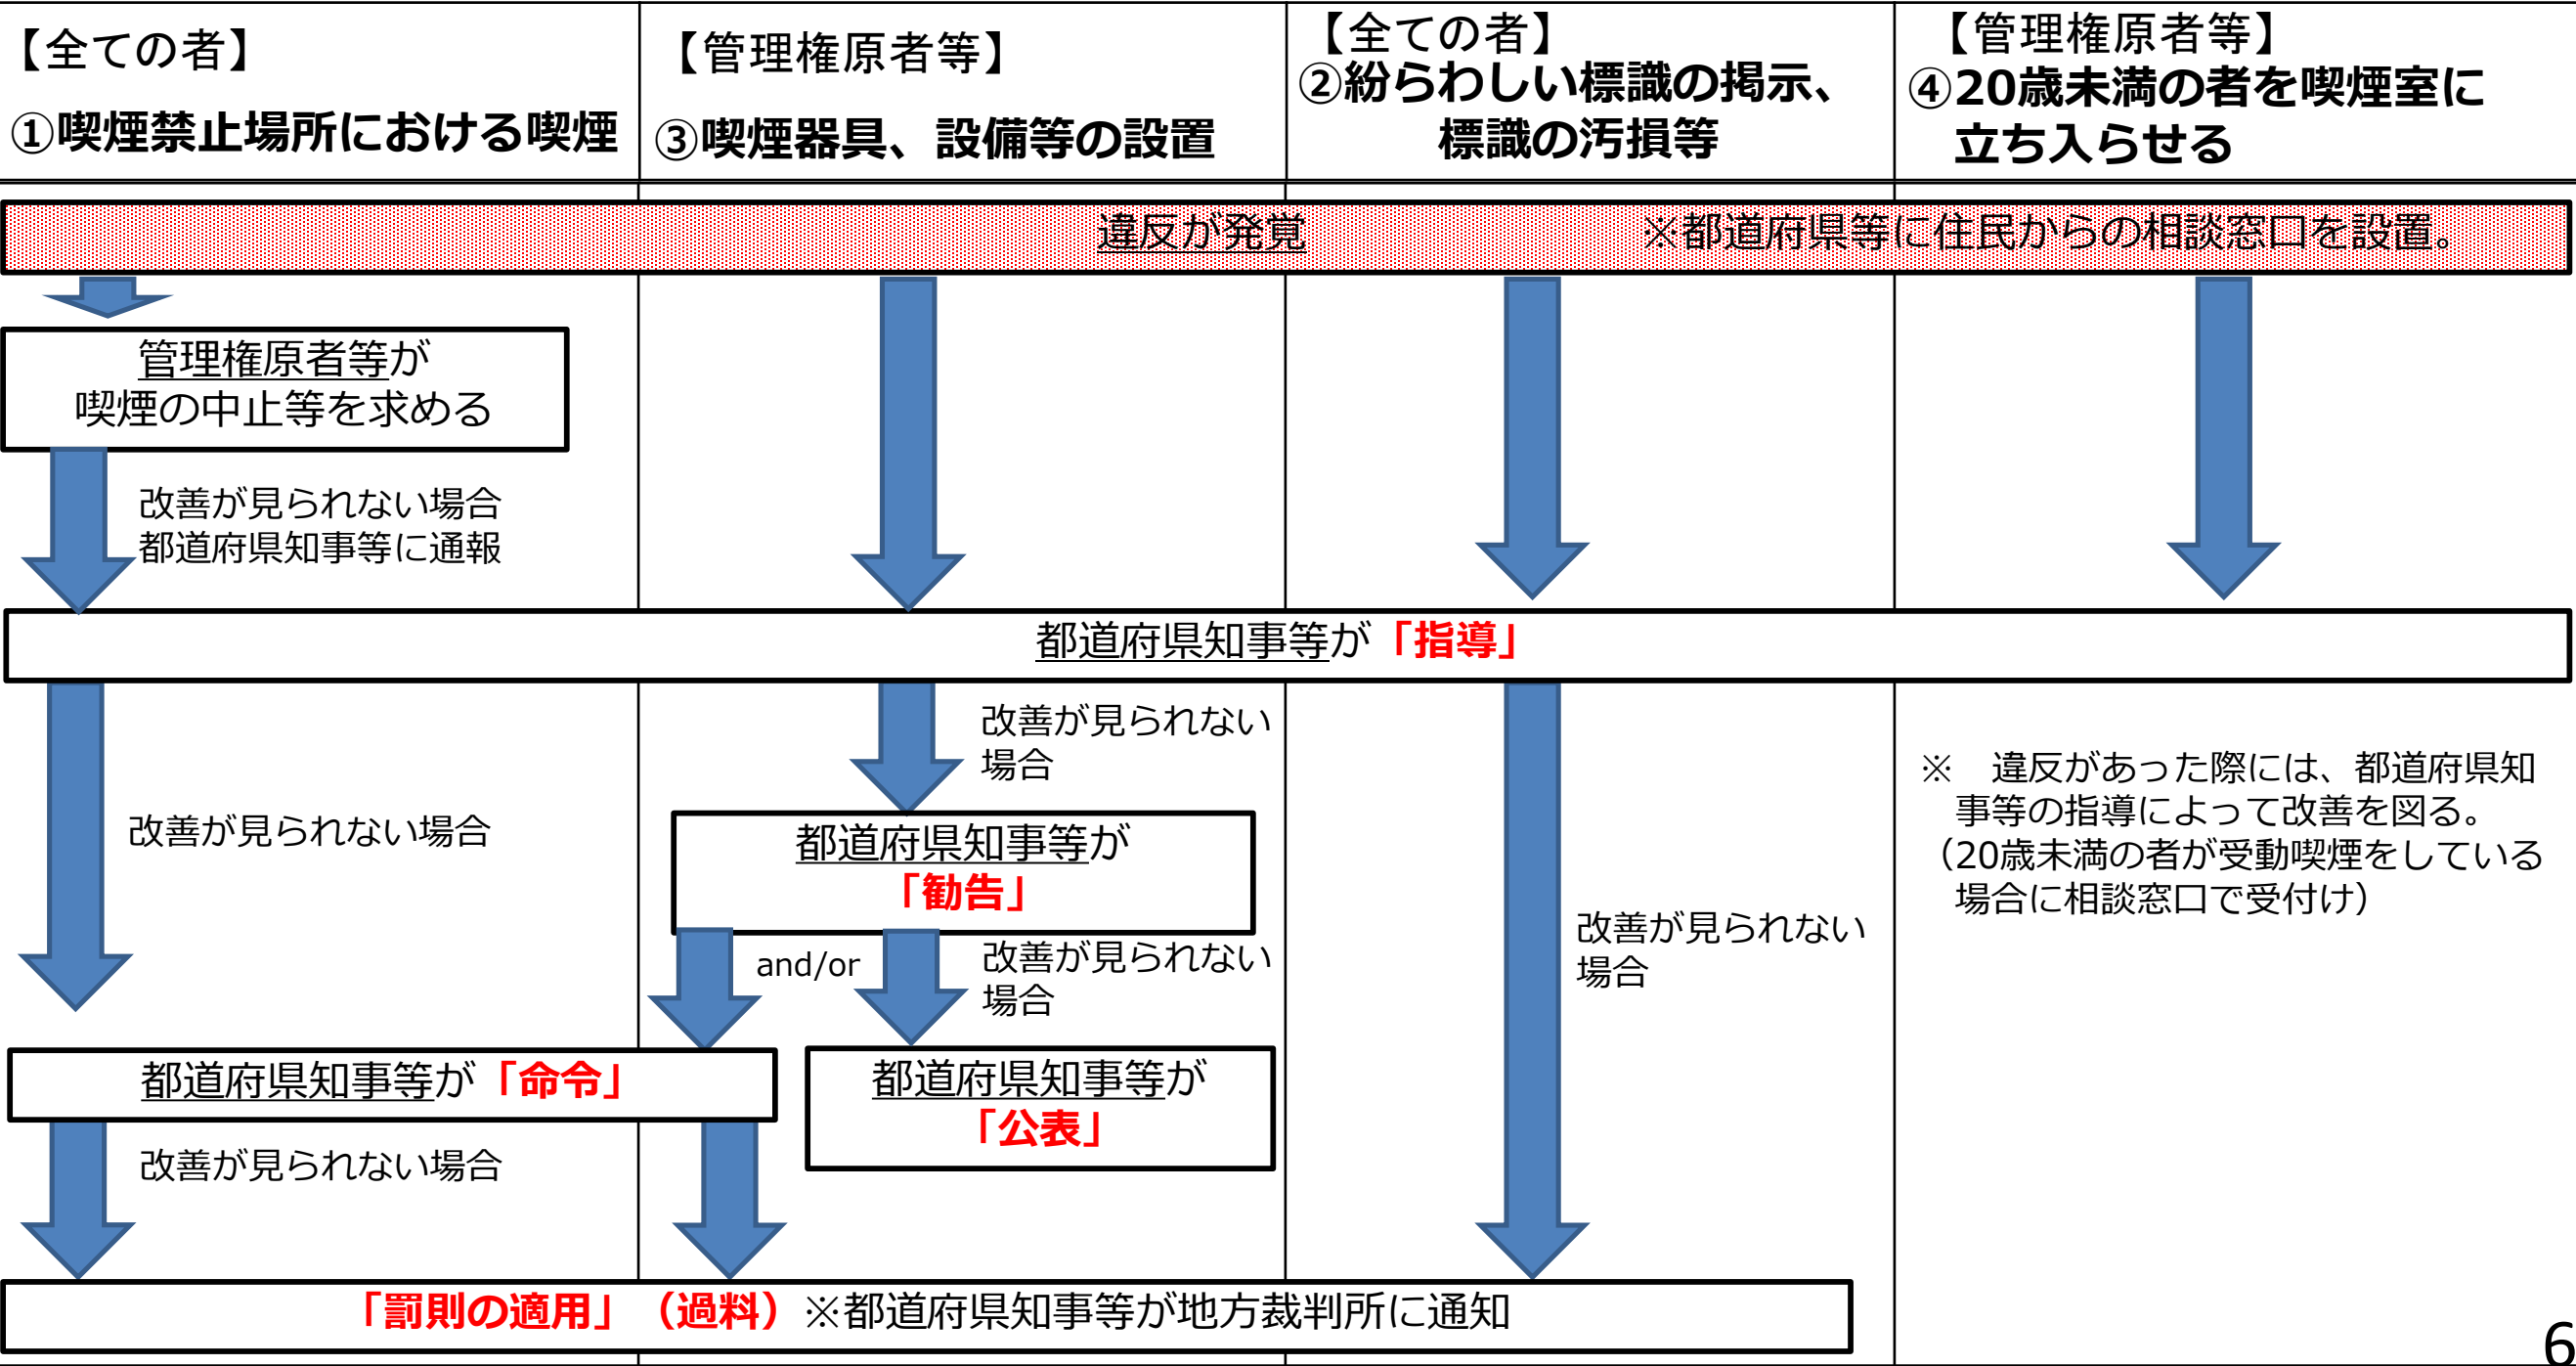 【全ての者】
①喫煙禁止場所における喫煙
【管理権原者等】
③喫煙器具、設備等の設置
【全ての者】
②紛らわしい標識の掲示、
標識の汚損等
【管理権原者等】
④20歳未満の者を喫煙室に
立ち入らせる
違反が発覚 ※都道府県等に住民からの相談窓口を設置。
管理権原者等が
喫煙の中止等を求める
改善が見られない場合
都道府県知事等に通報
都道府県知事等が「指導」
改善が見られない場合
改善が見られない
場合
都道府県知事等が
「勧告」
and/or
改善が見られない
場合
改善が見られない
場合
※ 違反があった際には、都道府県知
事等の指導によって改善を図る。
（20歳未満の者が受動喫煙をしている
場合に相談窓口で受付け）
都道府県知事等が「命令」
都道府県知事等が
「公表」
改善が見られない場合
「罰則の適用」（過料）※都道府県知事等が地方裁判所に通知
6